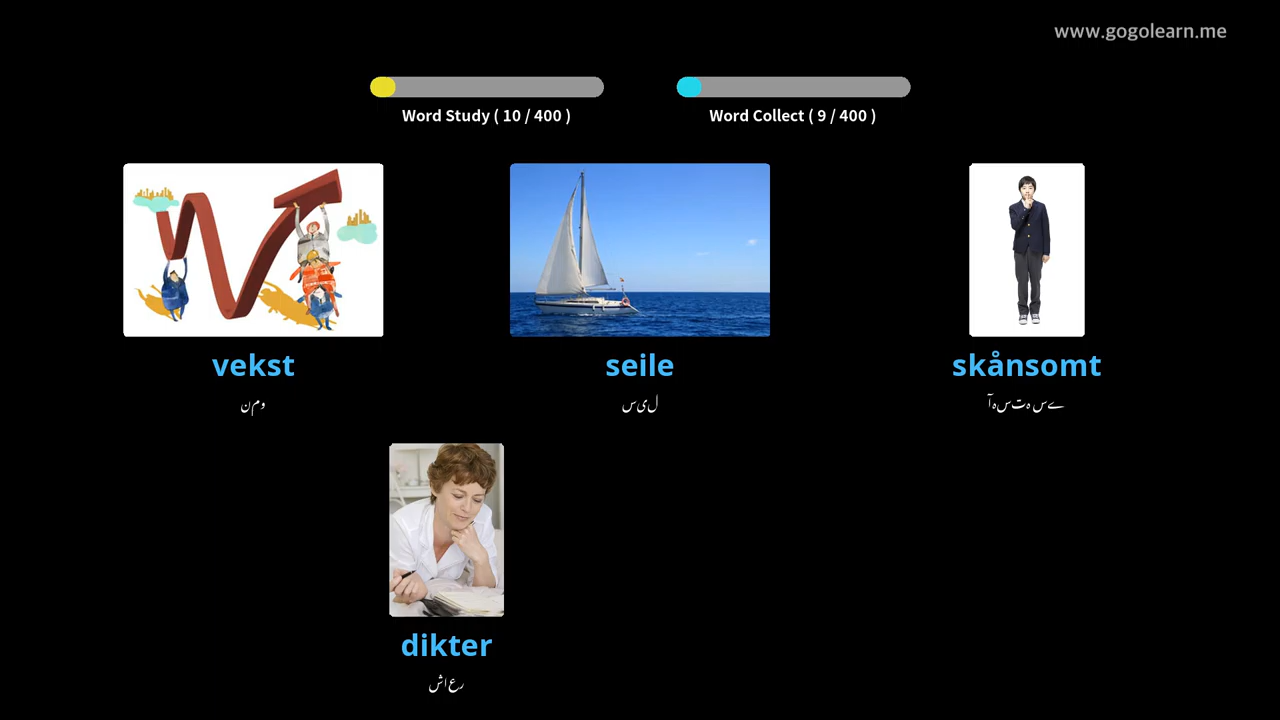 www.gogolearn.me
Word Study ( 10 / 400 )
Word Collect ( 9 / 400 )
vekst
seile
skånsomt
ومن
لیس
ےس ہتسہآ
dikter
رعاش